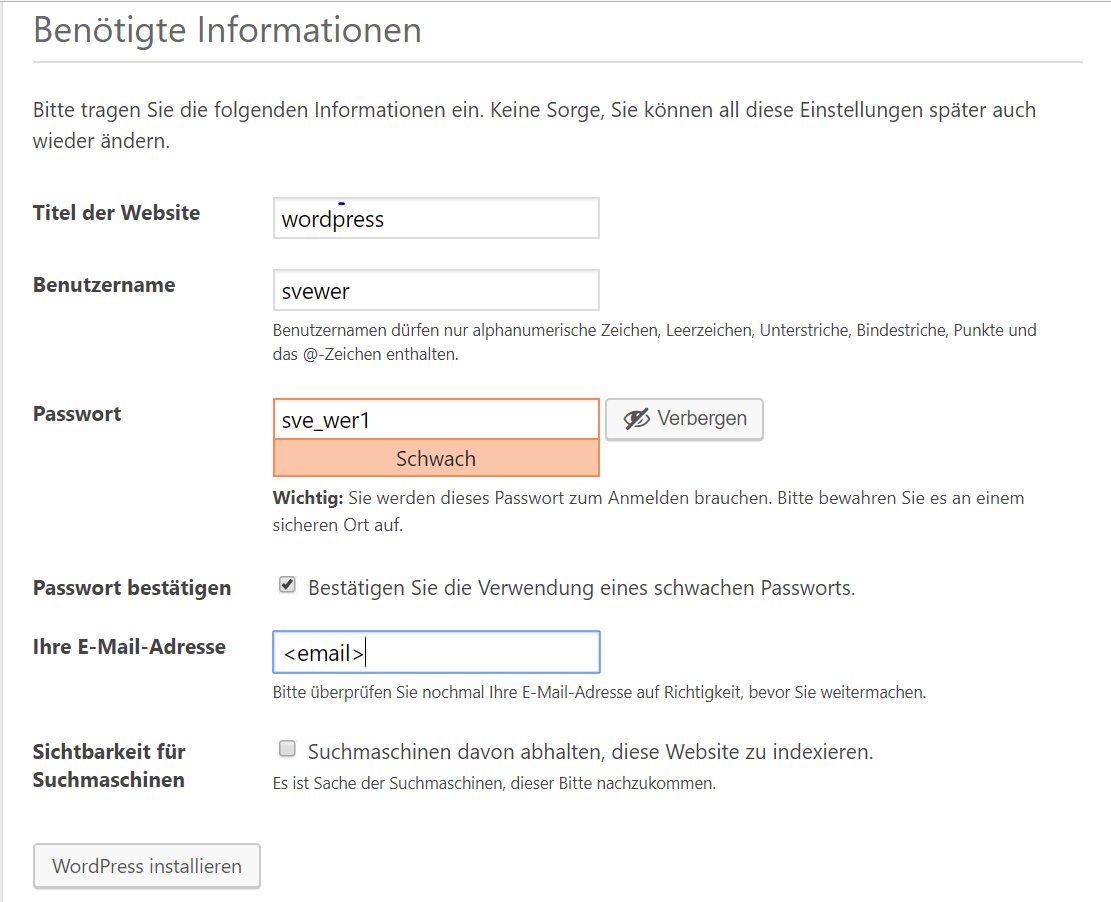 Benötigte Informationen
Bitte tragen Sie die folgenden Informationen ein. Keine Sorge, Sie können all diese Einstellungen später auch
wieder ändern.
Titel der Website
wordpress
Benutzername
svewer
Benutzernamen dürfen nur alphanumerische Zeichen, Leerzeichen, Unterstriche, Bindestriche, Punkte und
das @-Zeichen enthalten.
Passwort
sve_wer1
Verbergen
Schwach
Wichtig: Sie werden dieses Passwort zum Anmelden brauchen. Bitte bewahren Sie es an einem
sicheren Ort auf.
Passwort bestätigen
Bestätigen Sie die Verwendung eines schwachen Passworts.
Ihre E-Mail-Adresse
<email>
Bitte überprüfen Sie nochmal Ihre E-Mail-Adresse auf Richtigkeit, bevor Sie weitermachen.
Sichtbarkeit für
Suchmaschinen
Suchmaschinen davon abhalten, diese Website zu indexieren.
Es ist Sache der Suchmaschinen, dieser Bitte nachzukommen.
WordPress installieren